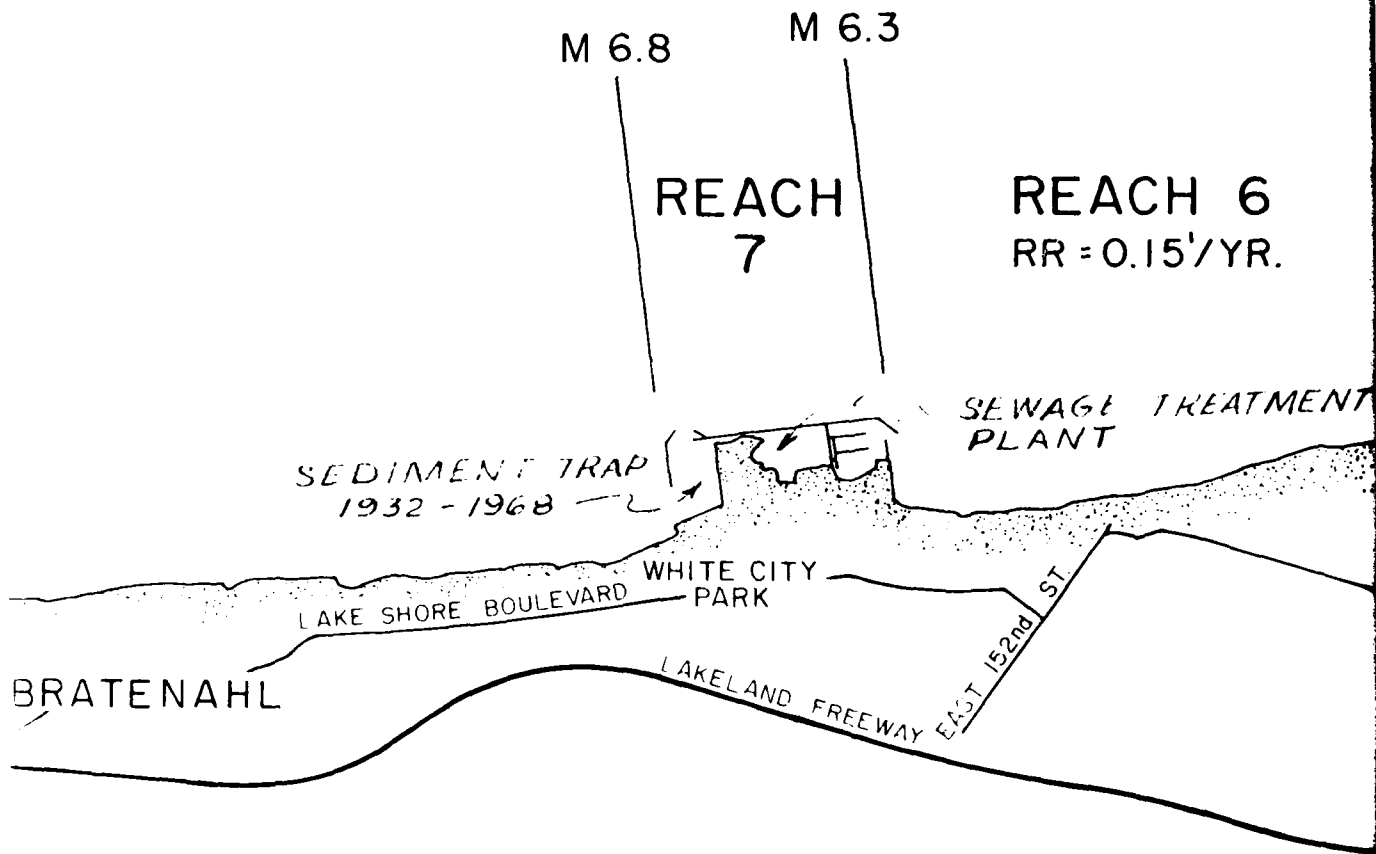 M 6.8
M 6.3
REACH
7
REACH 6
RR = 0.15'/YR.
SEWAGE TREATMENT
PLANT
SEDIMENT TRAP
1932 - 1968
WHITE CITY
PARK
LAKE SHORE BOULEVARD
EAST 152nd ST.
BRATENAHL
LAKELAND FREEWAY